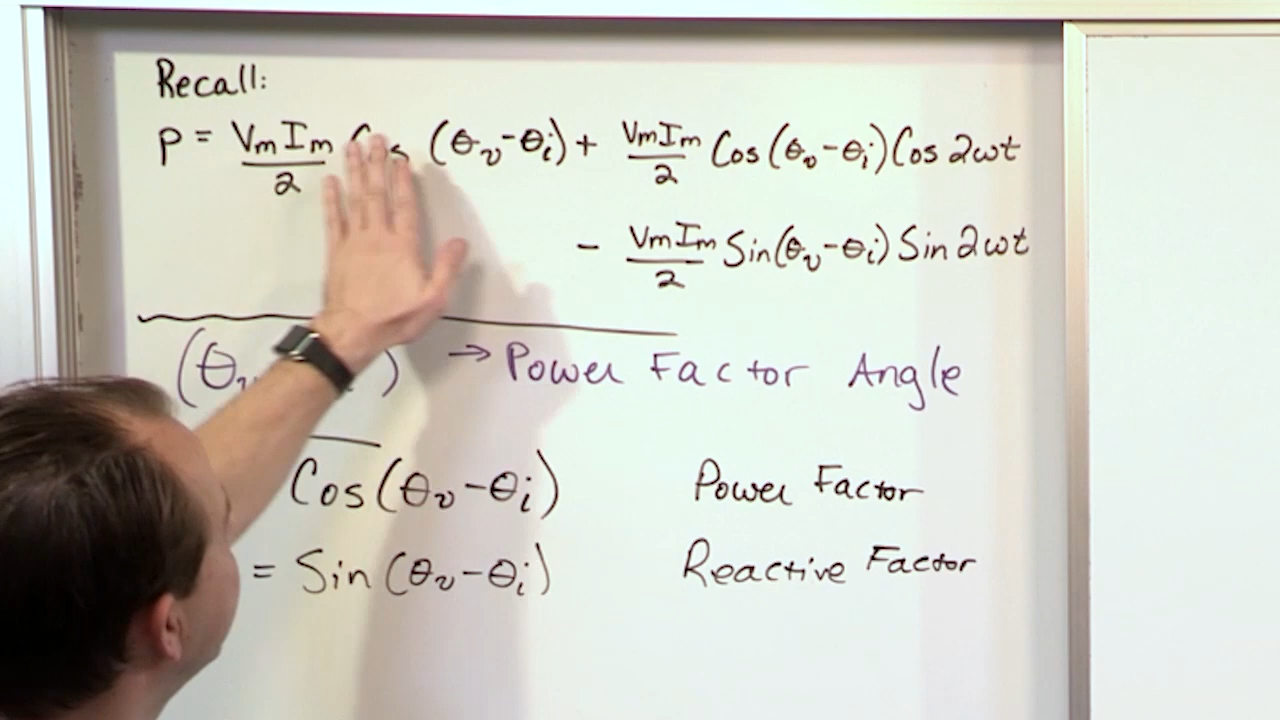 Recall:
P = VmIm/2 Cos (θv-θi) + VmIm/2 Cos(θv-θi) Cos 2ωt
- VmIm/2 Sin(θv-θi) Sin 2ωt
(θv ) → Power Factor Angle
Cos(θv-θi) Power Factor
= Sin(θv-θi) Reactive Factor